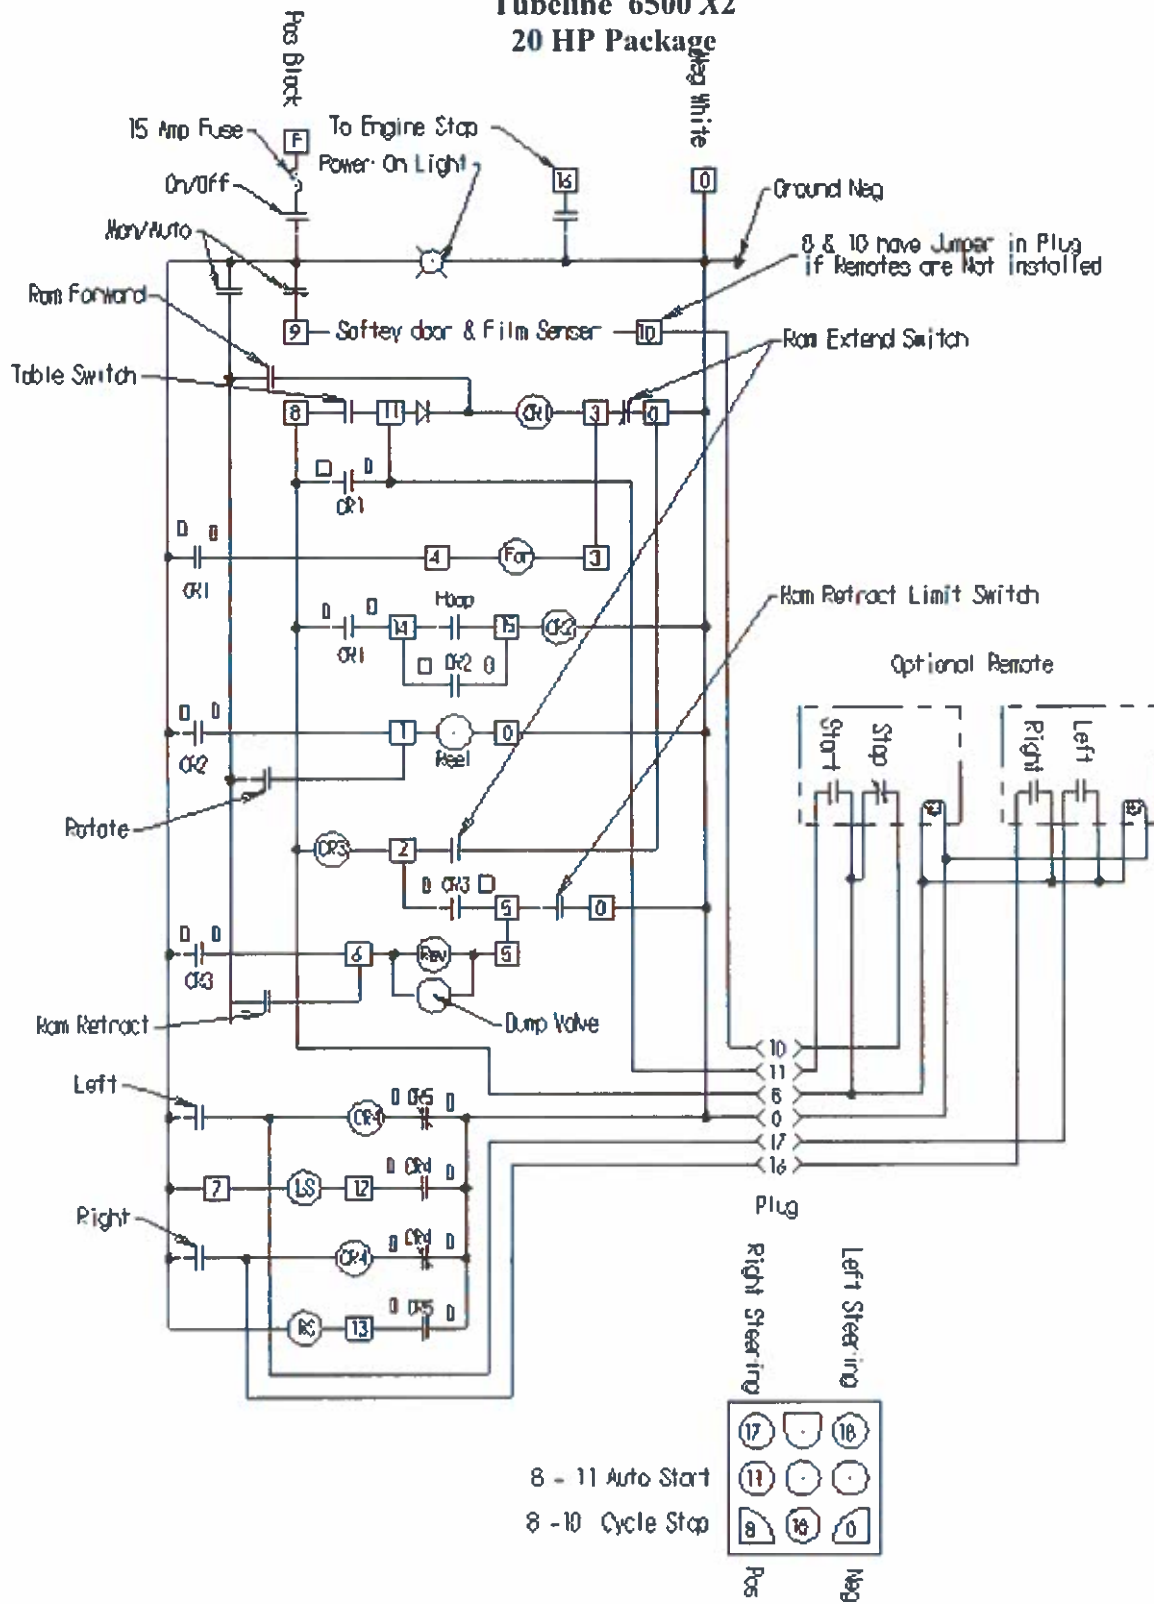 Tubeline 6500 X2
20 HP Package
Pos Black
Neg White
15 Amp Fuse
F
To Engine Stop
Power On Light
On/Off
16
0
Ground Neg
Man/Auto
8 & 10 have Jumper in Plug
if Remotes are Not installed
Ram Forward
9
Saftey door & Film Senser
10
Ram Extend Switch
Table Switch
8
11
CR1
3
0
CR1
CR1
4
Fan
3
Hoop
Ram Retract Limit Switch
CR1
14
15
CR2
CR2
Optional Remote
CR2
1
Reel
0
Start
Stop
Right
Left
Rotate
CR3
2
CR3
5
0
CR3
6
Rev
5
Ram Retract
Dump Valve
10
11
8
0
17
16
Plug
Left
CR4
CR5
7
LS
12
CR4
Right
CR4
CR4
RS
13
CR5
Right Steering
Left Steering
17
18
8 - 11 Auto Start
11
8 -10 Cycle Stop
8
10
0
Pos
Neg